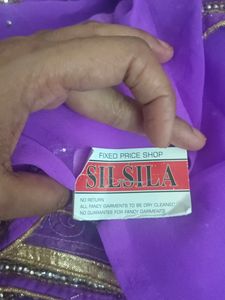 FIXED PRICE SHOP
SILSILA
NO RETURN
ALL FANCY GARMENTS TO BE DRY CLEANED
NO GUARANTEE FOR FANCY GARMENTS